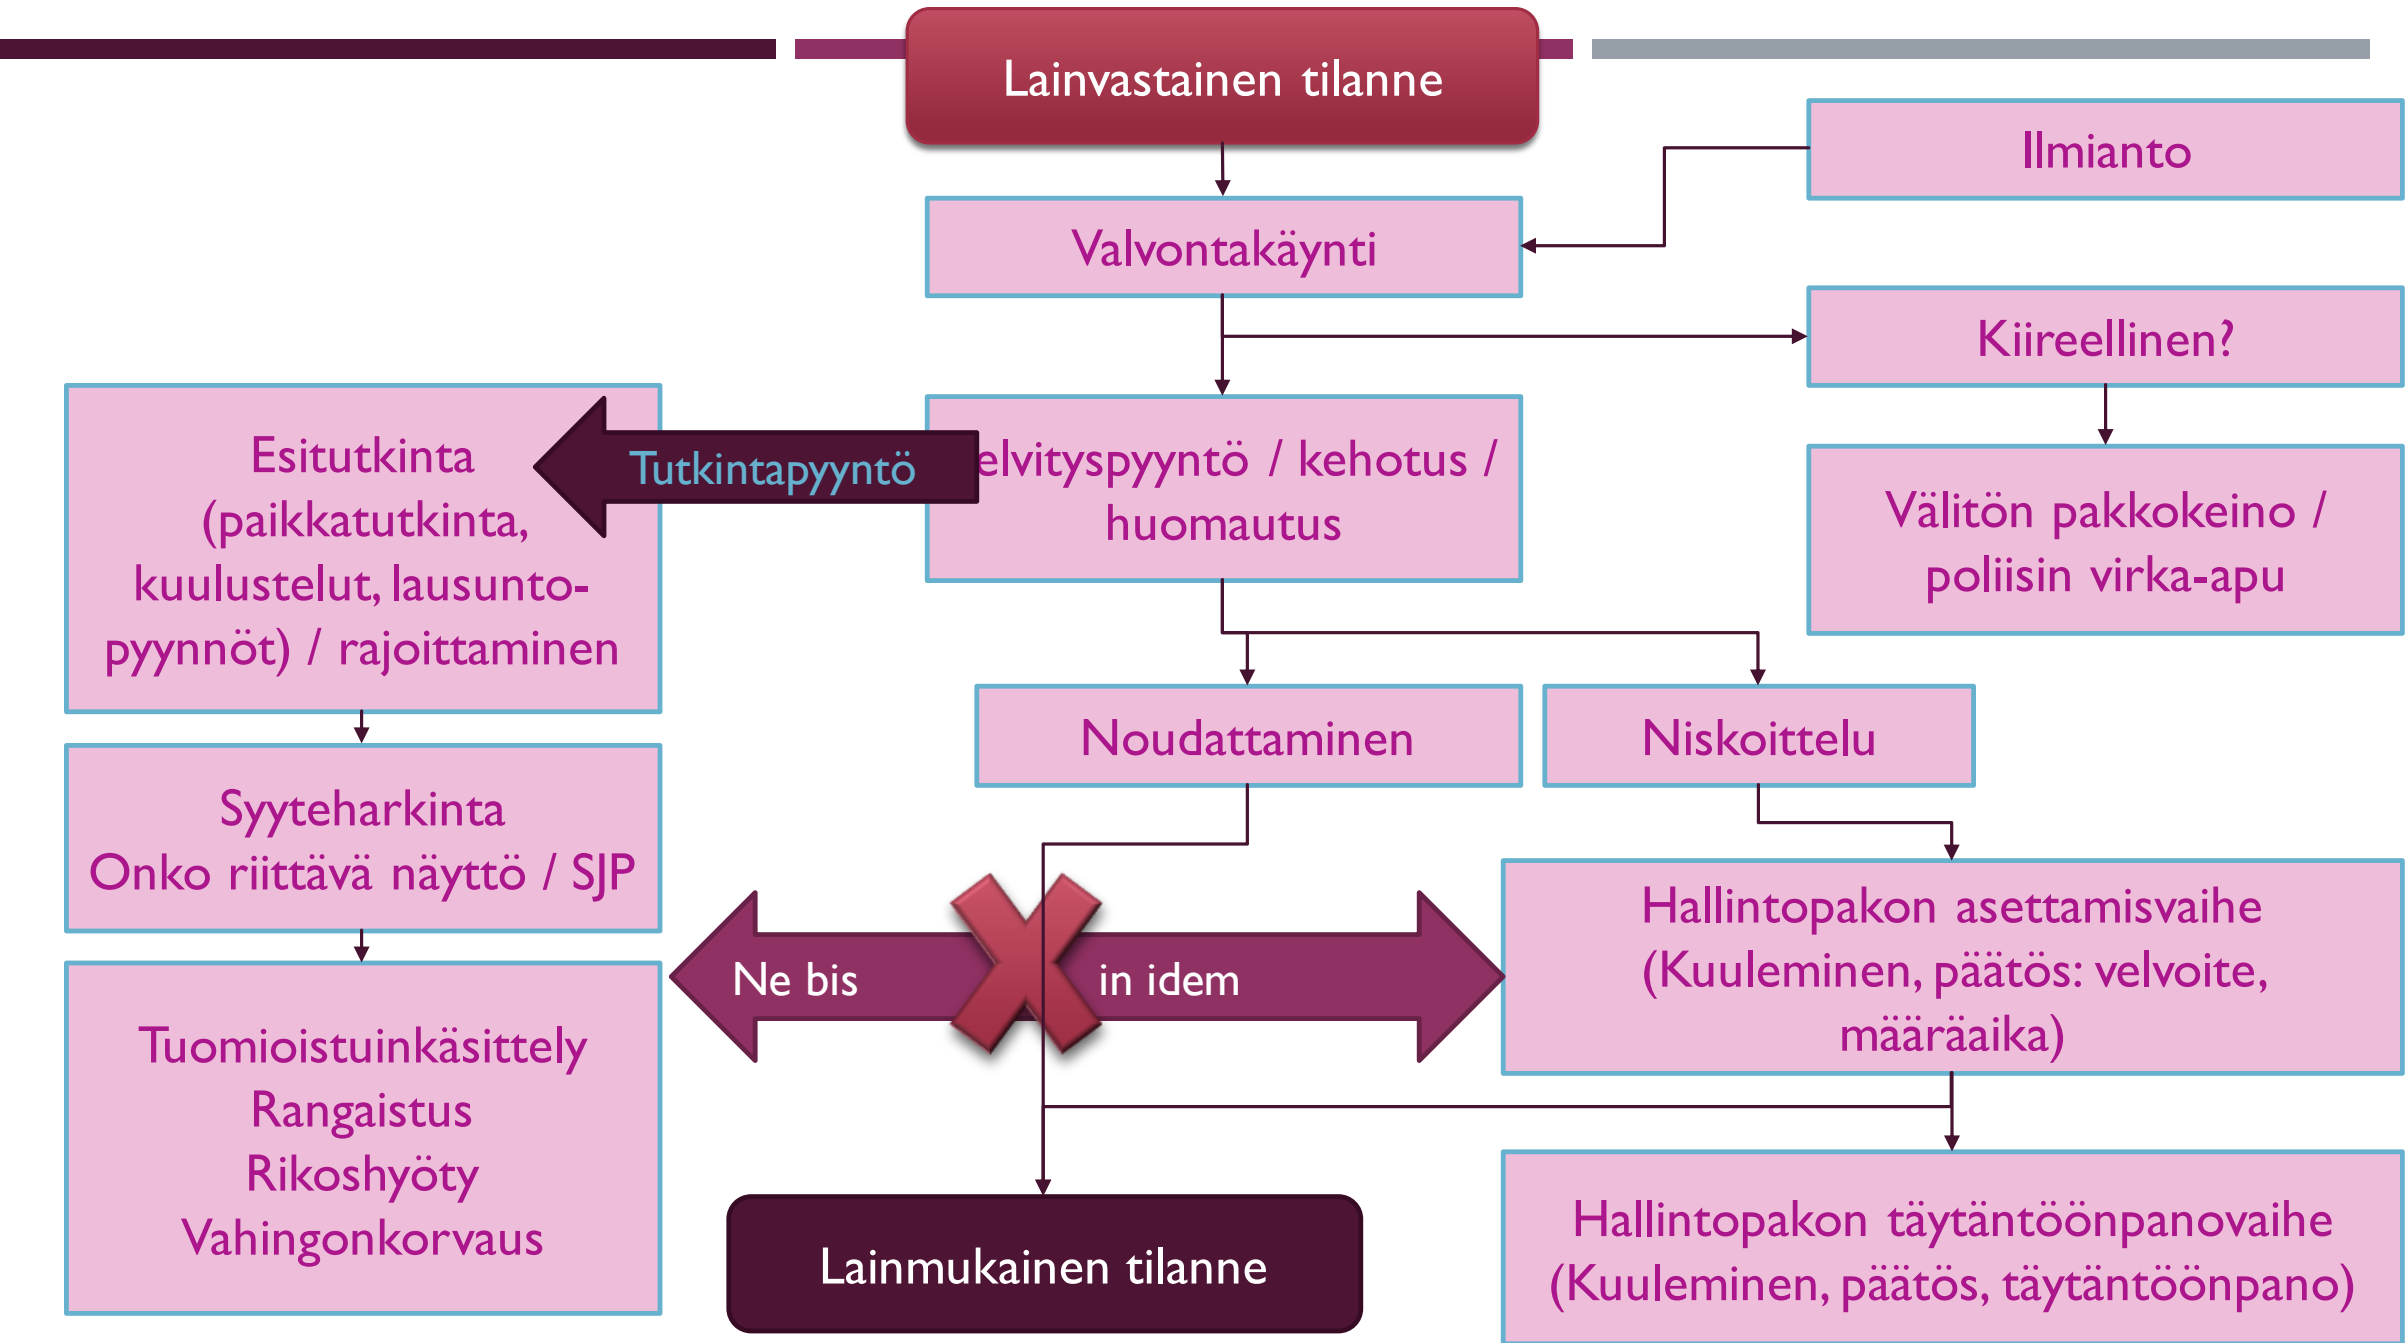 Lainvastainen tilanne
Ilmianto
Valvontakäynti
Kiireellinen?
Esitutkinta
(paikkatutkinta,
kuulustelut, lausunto-
pyynnöt) / rajoittaminen
Tutkintapyyntö
elvityspyyntö / kehotus /
huomautus
Välitön pakkokeino /
poliisin virka-apu
Noudattaminen
Niskoittelu
Syyteharkinta
Onko riittävä näyttö / SJP
Ne bis
in idem
Hallintopakon asettamisvaihe
(Kuuleminen, päätös: velvoite,
määräaika)
Tuomioistuinkäsittely
Rangaistus
Rikoshyöty
Vahingonkorvaus
Lainmukainen tilanne
Hallintopakon täytäntöönpanovaihe
(Kuuleminen, päätös, täytäntöönpano)